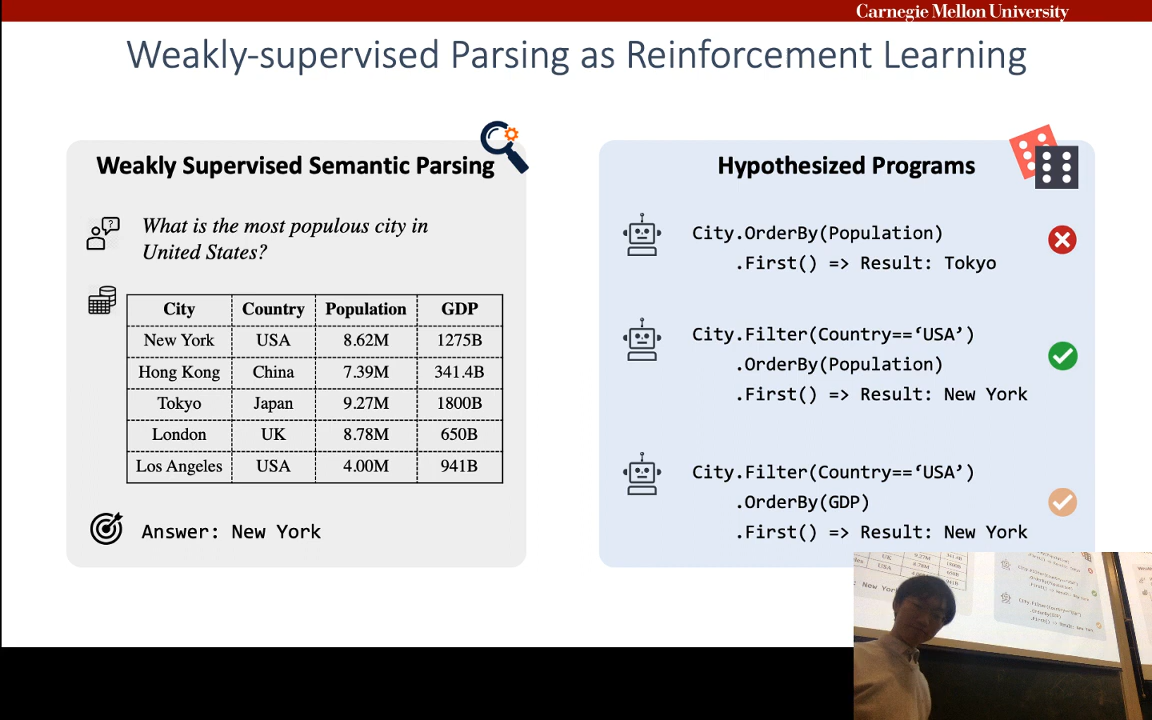 Carnegie Mellon University
Weakly-supervised Parsing as Reinforcement Learning
Weakly Supervised Semantic Parsing
What is the most populous city in
United States?
City Country Population GDP
New York USA 8.62M 1275B
Hong Kong China 7.39M 341.4B
Tokyo Japan 9.27M 1800B
London UK 8.78M 650B
Los Angeles USA 4.00M 941B
Answer: New York
Hypothesized Programs
City.OrderBy(Population)
.First() => Result: Tokyo
City.Filter(Country==‘USA’)
.OrderBy(Population)
.First() => Result: New York
City.Filter(Country==‘USA’)
.OrderBy(GDP)
.First() => Result: New York